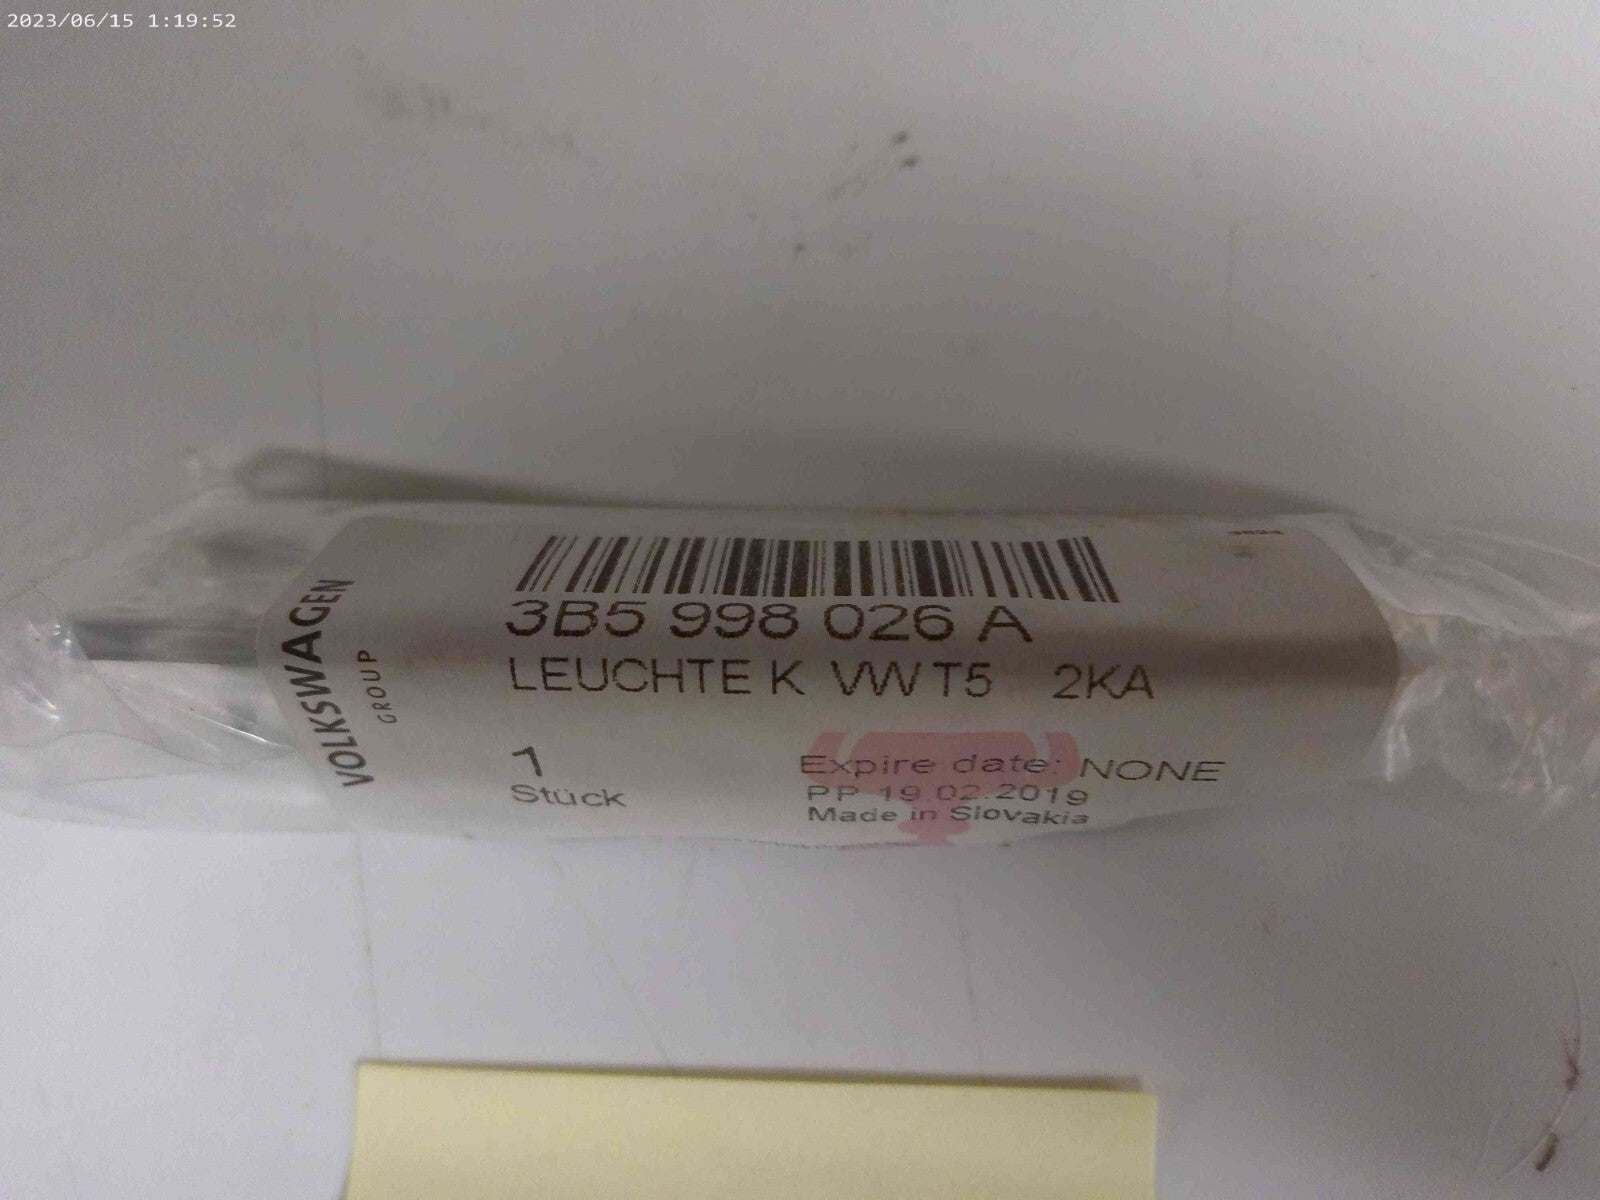 2023/06/15 1:19:52
VOLKSWAGEN
GROUP
3B5 998 026 A
LEUCHTE K VW T5 2KA
1
Stück
Expire date: NONE
PP 19.02.2019
Made in Slovakia